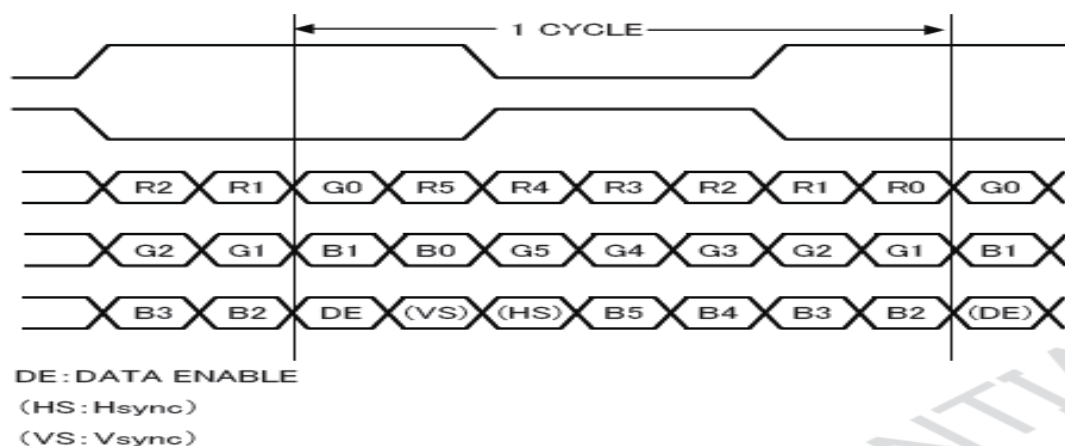 1 CYCLE
R2 R1 G0 R5 R4 R3 R2 R1 R0 G0
G2 G1 B1 B0 G5 G4 G3 G2 G1 B1
B3 B2 DE (VS) (HS) B5 B4 B3 B2 (DE)
DE:DATA ENABLE
(HS:Hsync)
(VS:Vsync)